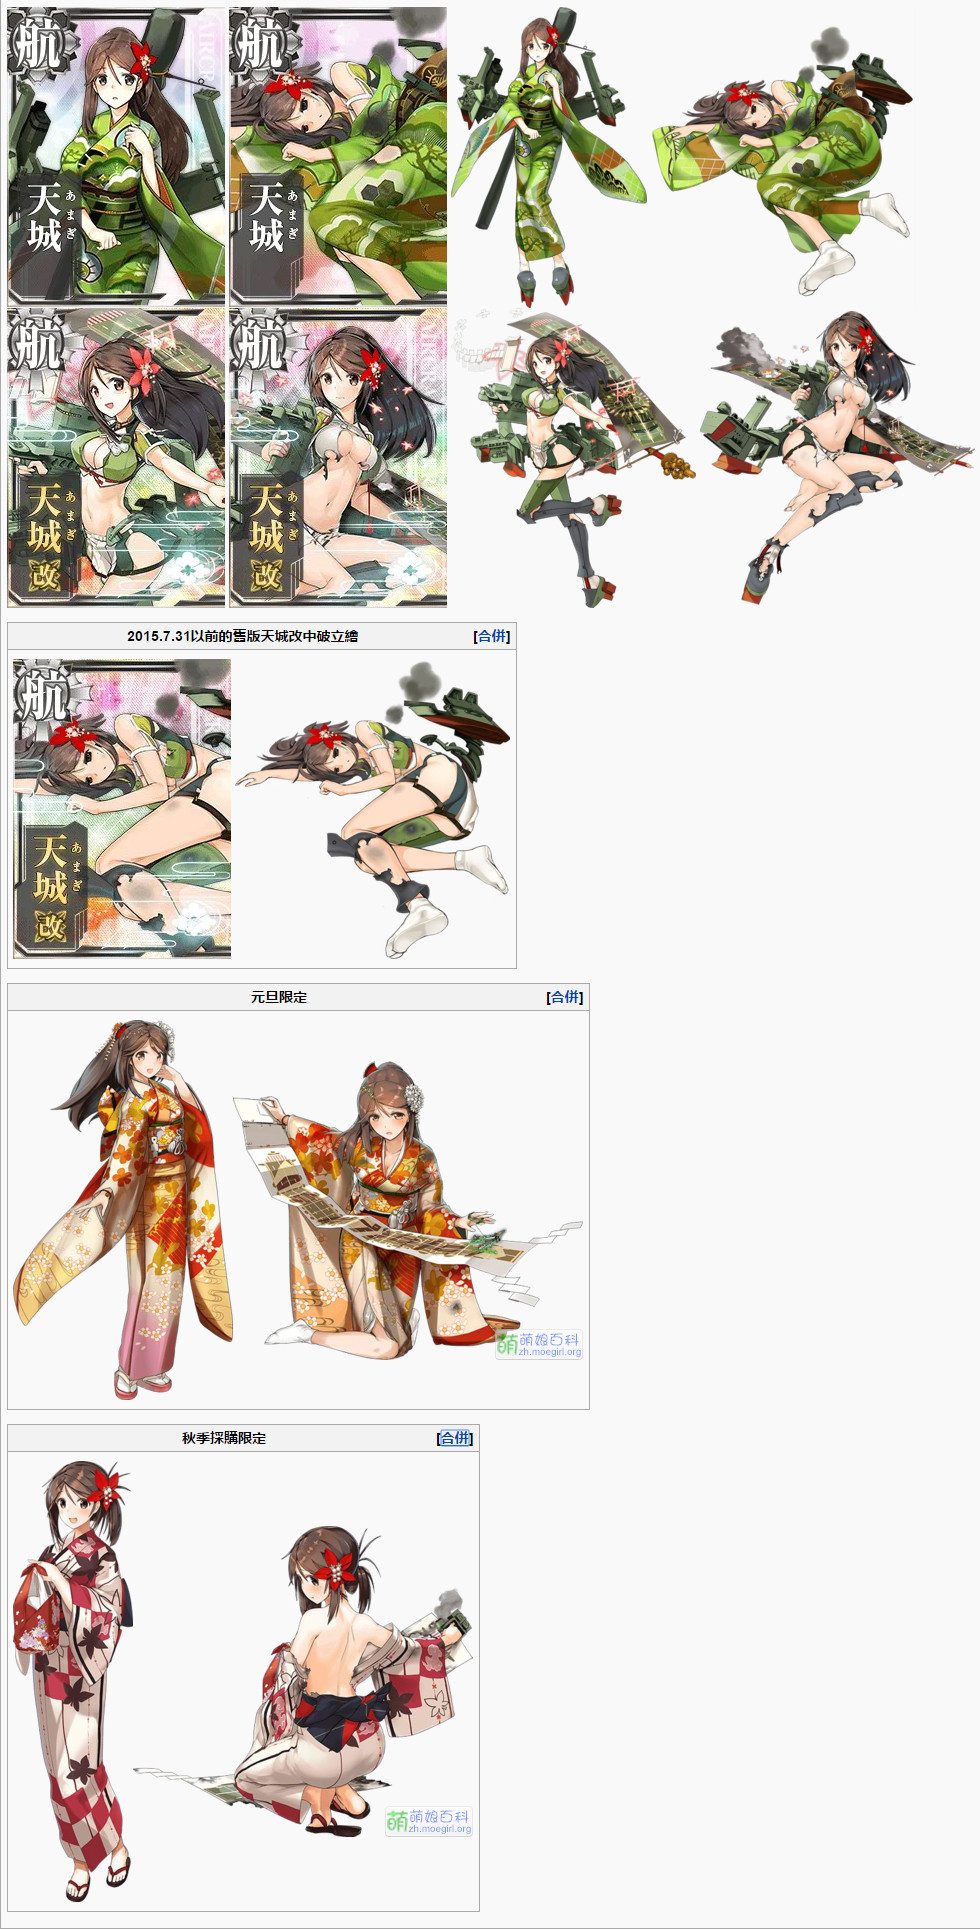 航
天城
あまぎ
航
天城
あまぎ
航
天城
あまぎ
改
航
天城
あまぎ
改
2015.7.31以前的舊版天城改中破立繪
[合併]
航
天城
あまぎ
改
元旦限定
[合併]
萌
萌娘百科
zh.moegirl.org
秋季採購限定
[合併]
萌
萌娘百科
zh.moegirl.org